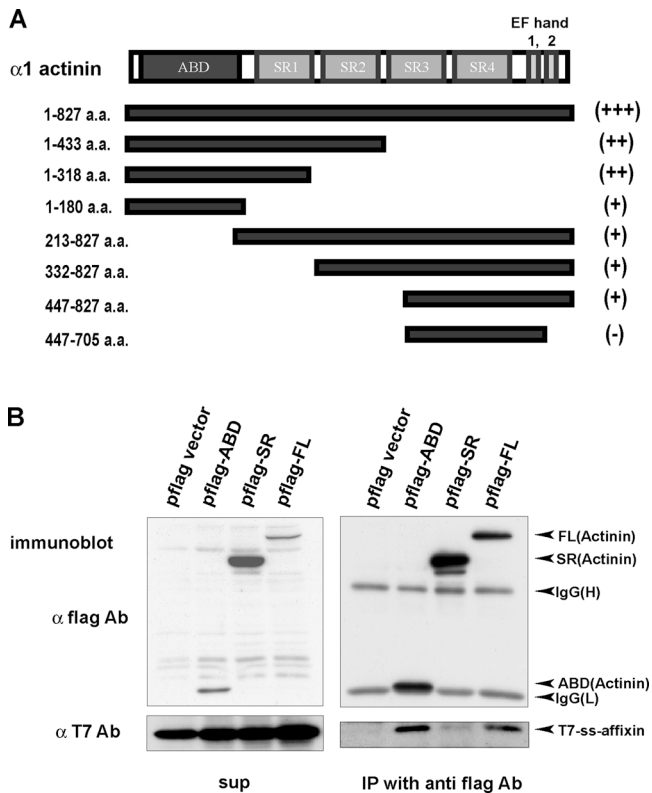 A
EF hand
1, 2
α1 actinin
ABD SR1 SR2 SR3 SR4
1-827 a.a. (+++)
1-433 a.a. (++)
1-318 a.a. (++)
1-180 a.a. (+)
213-827 a.a. (+)
332-827 a.a. (+)
447-827 a.a. (+)
447-705 a.a. (-)
B
pflag vector pflag-ABD pflag-SR pflag-FL
pflag vector pflag-ABD pflag-SR pflag-FL
immunoblot
α flag Ab
FL(Actinin)
SR(Actinin)
IgG(H)
ABD(Actinin)
IgG(L)
α T7 Ab
T7-ss-affixin
sup
IP with anti flag Ab